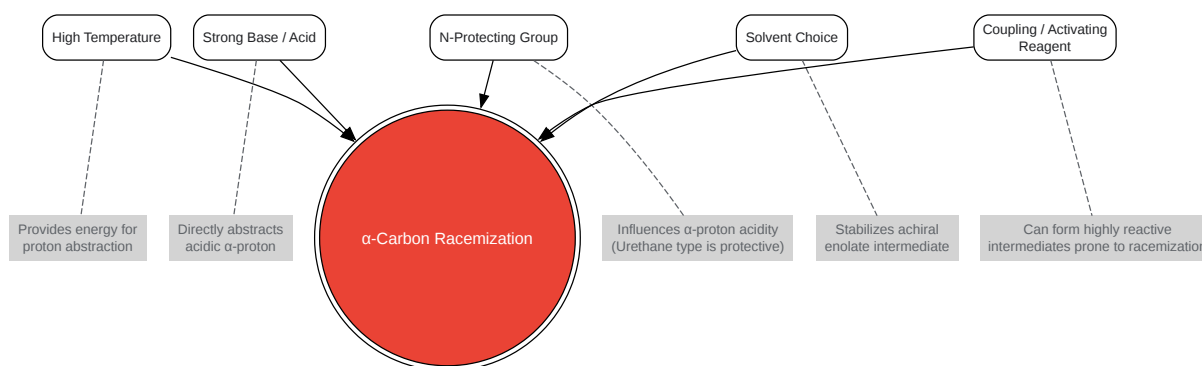 High Temperature
Strong Base / Acid
N-Protecting Group
Solvent Choice
Coupling / Activating
Reagent
Provides energy for
proton abstraction
Directly abstracts
acidic α-proton
α-Carbon Racemization
Influences α-proton acidity
(Urethane type is protective)
Stabilizes achiral
enolate intermediate
Can form highly reactive
intermediates prone to racemization